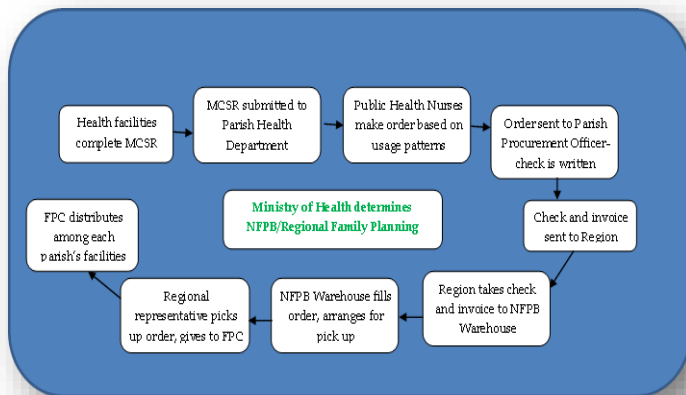 Health facilities
complete MCSR
MCSR submitted to
Parish Health
Department
Public Health Nurses
make order based on
usage patterns
Order sent to Parish
Procurement Officer-
check is written
Check and invoice
sent to Region
Region takes check
and invoice to NFPB
Warehouse
NFPB Warehouse fills
order, arranges for
pick up
Regional
representative picks
up order, gives to FPC
FPC distributes
among each
parish's facilities
Ministry of Health determines
NFPB/Regional Family Planning